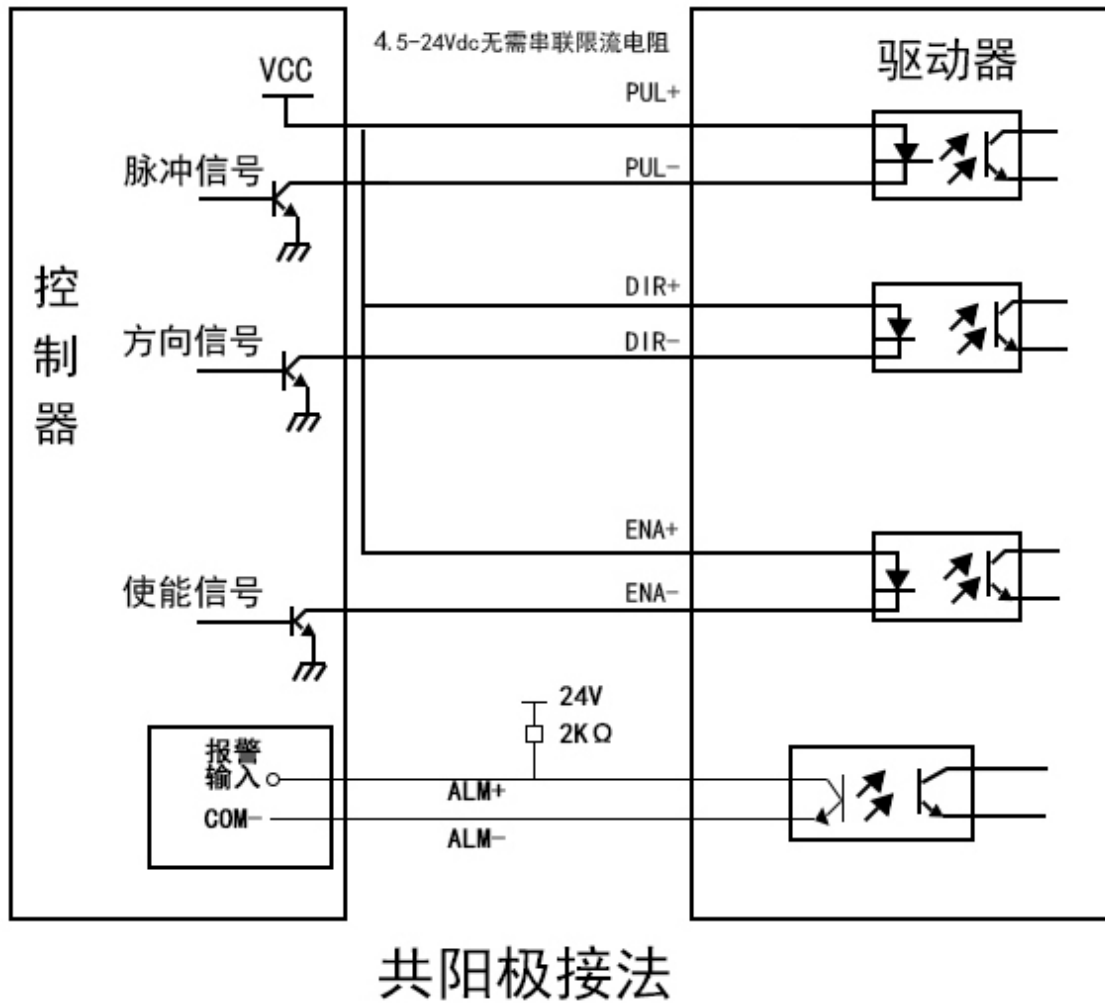 4.5-24Vdc无需串联限流电阻
驱动器
VCC
PUL+
脉冲信号
PUL-
控制器
DIR+
方向信号
DIR-
ENA+
使能信号
ENA-
24V
2KΩ
报警
输入
ALM+
COM-
ALM-
共阳极接法